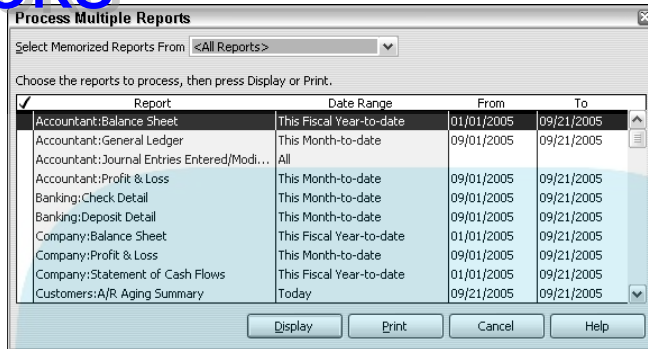 Process Multiple Reports
Select Memorized Reports From <All Reports>
Choose the reports to process, then press Display or Print.
✓ Report Date Range From To
Accountant:Balance Sheet This Fiscal Year-to-date 01/01/2005 09/21/2005
Accountant:General Ledger This Month-to-date 09/01/2005 09/21/2005
Accountant:Journal Entries Entered/Modi... All
Accountant:Profit & Loss This Month-to-date 09/01/2005 09/21/2005
Banking:Check Detail This Month-to-date 09/01/2005 09/21/2005
Banking:Deposit Detail This Month-to-date 09/01/2005 09/21/2005
Company:Balance Sheet This Fiscal Year-to-date 01/01/2005 09/21/2005
Company:Profit & Loss This Month-to-date 09/01/2005 09/21/2005
Company:Statement of Cash Flows This Fiscal Year-to-date 01/01/2005 09/21/2005
Customers:A/R Aging Summary Today 09/21/2005 09/21/2005
Display Print Cancel Help